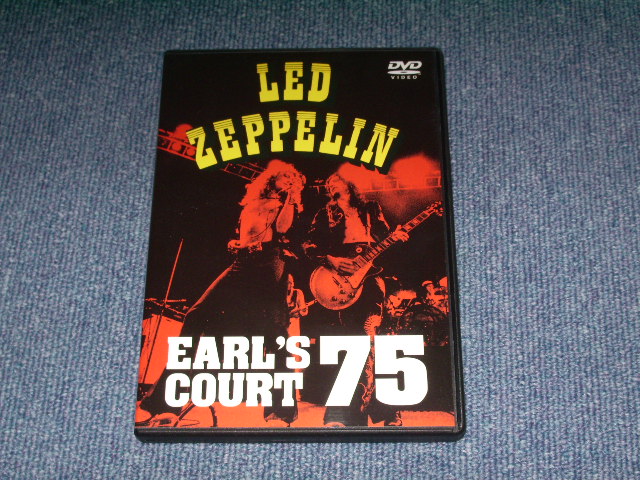 LED
DVD
VIDEO
ZEPPELIN
EARL'S
COURT 75